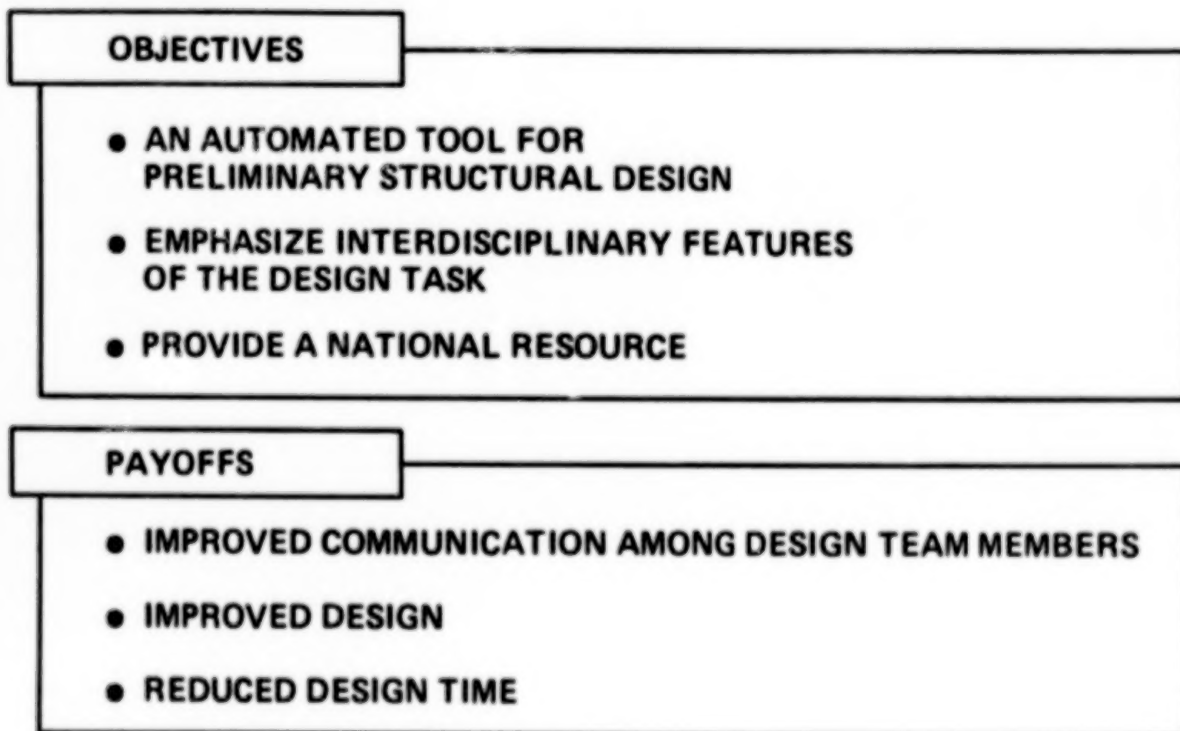 OBJECTIVES
● AN AUTOMATED TOOL FOR
PRELIMINARY STRUCTURAL DESIGN
● EMPHASIZE INTERDISCIPLINARY FEATURES
OF THE DESIGN TASK
● PROVIDE A NATIONAL RESOURCE
PAYOFFS
● IMPROVED COMMUNICATION AMONG DESIGN TEAM MEMBERS
● IMPROVED DESIGN
● REDUCED DESIGN TIME